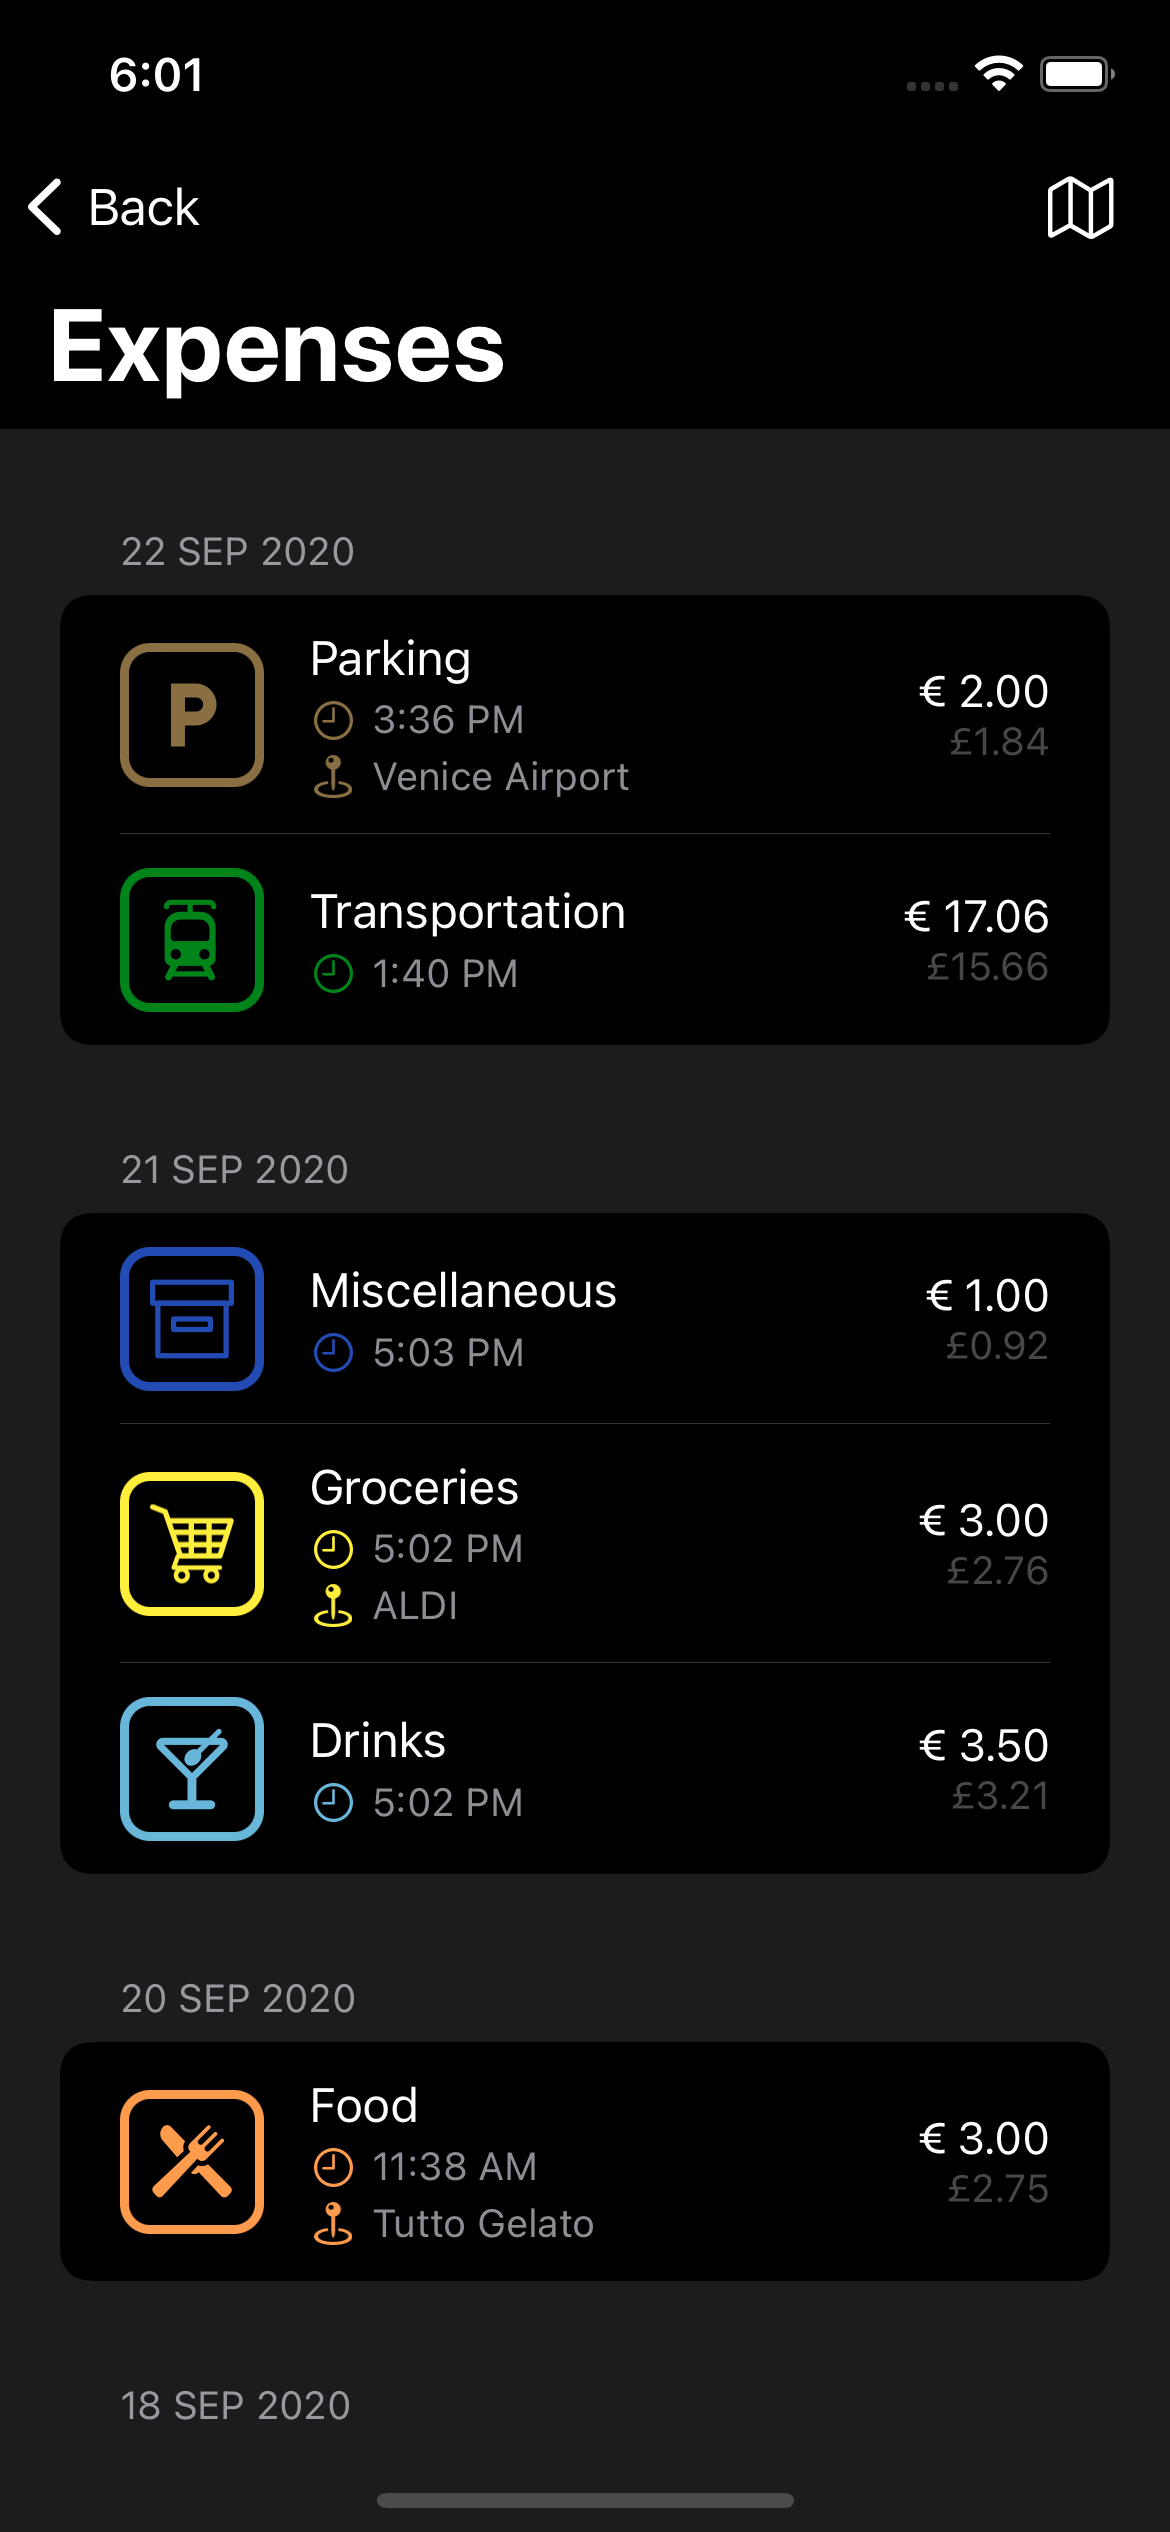 6:01
Back
Expenses
22 SEP 2020
P
Parking
3:36 PM
Venice Airport
€ 2.00
£1.84
Transportation
1:40 PM
€ 17.06
£15.66
21 SEP 2020
Miscellaneous
5:03 PM
€ 1.00
£0.92
Groceries
5:02 PM
ALDI
€ 3.00
£2.76
Drinks
5:02 PM
€ 3.50
£3.21
20 SEP 2020
Food
11:38 AM
Tutto Gelato
€ 3.00
£2.75
18 SEP 2020